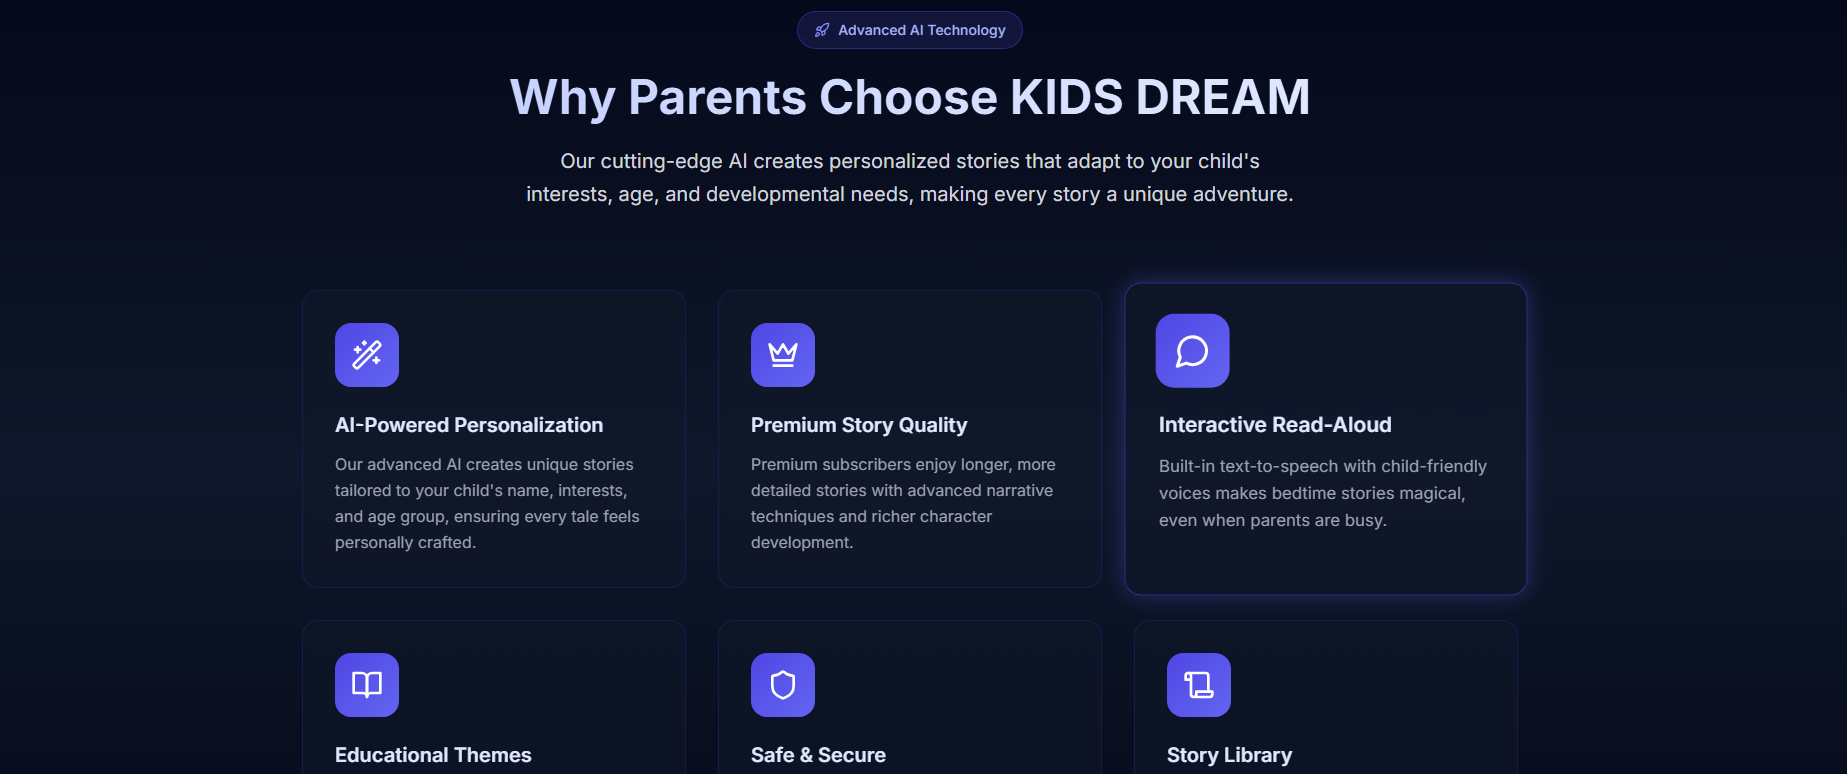 Advanced AI Technology
Why Parents Choose KIDS DREAM
Our cutting-edge AI creates personalized stories that adapt to your child's
interests, age, and developmental needs, making every story a unique adventure.
AI-Powered Personalization
Our advanced AI creates unique stories
tailored to your child's name, interests,
and age group, ensuring every tale feels
personally crafted.
Premium Story Quality
Premium subscribers enjoy longer, more
detailed stories with advanced narrative
techniques and richer character
development.
Interactive Read-Aloud
Built-in text-to-speech with child-friendly
voices makes bedtime stories magical,
even when parents are busy.
Educational Themes
Safe & Secure
Story Library